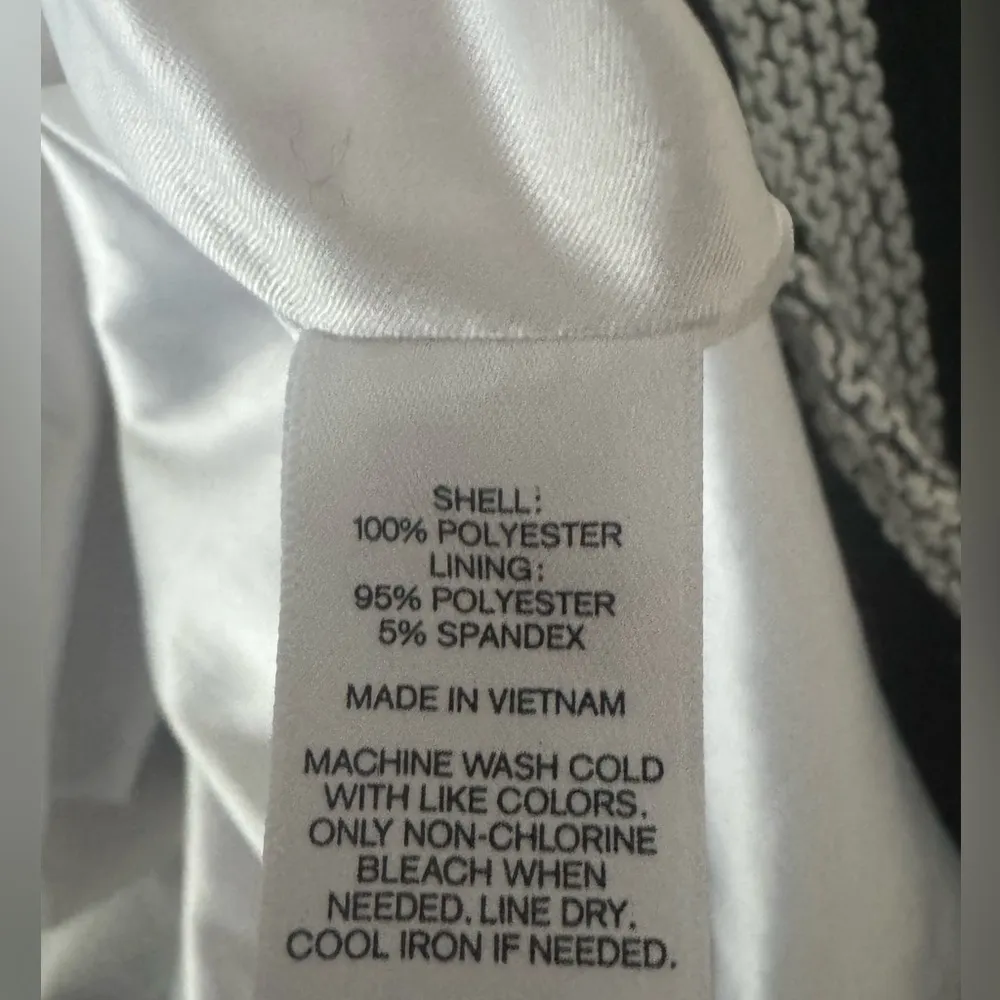 SHELL:
100% POLYESTER
LINING:
95% POLYESTER
5% SPANDEX
MADE IN VIETNAM
MACHINE WASH COLD
WITH LIKE COLORS.
ONLY NON-CHLORINE
BLEACH WHEN
NEEDED. LINE DRY.
COOL IRON IF NEEDED.